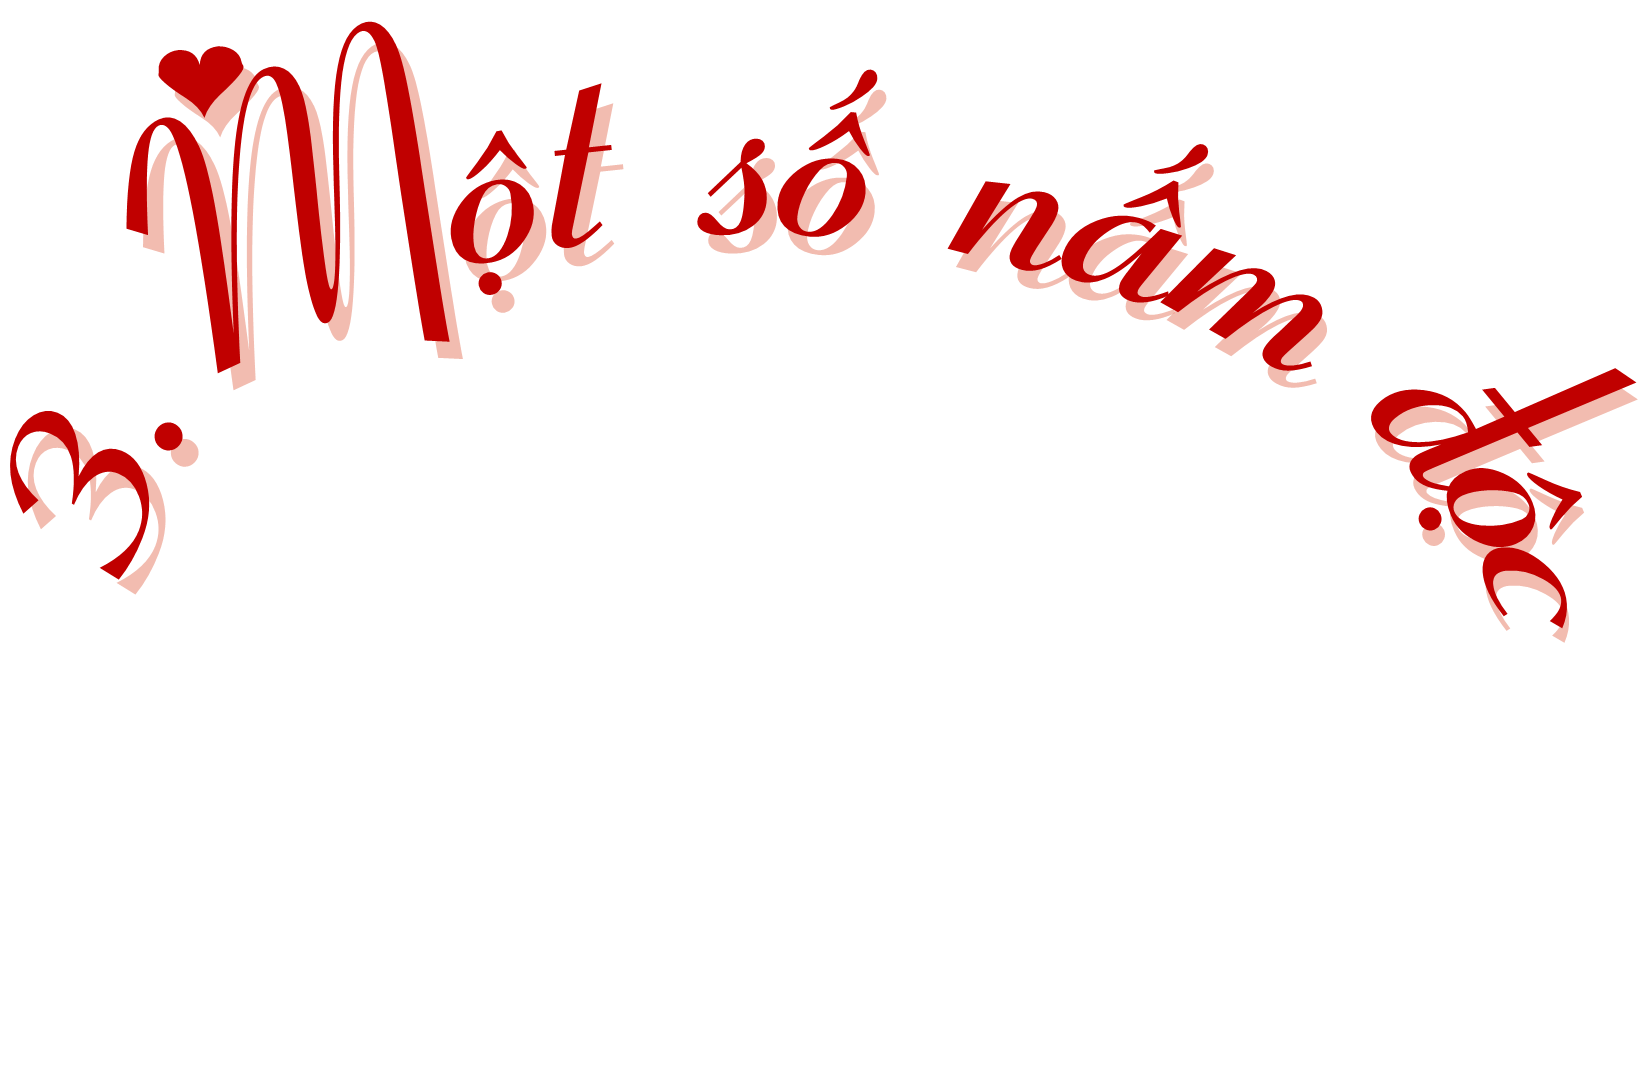 3. Một số nấm độc